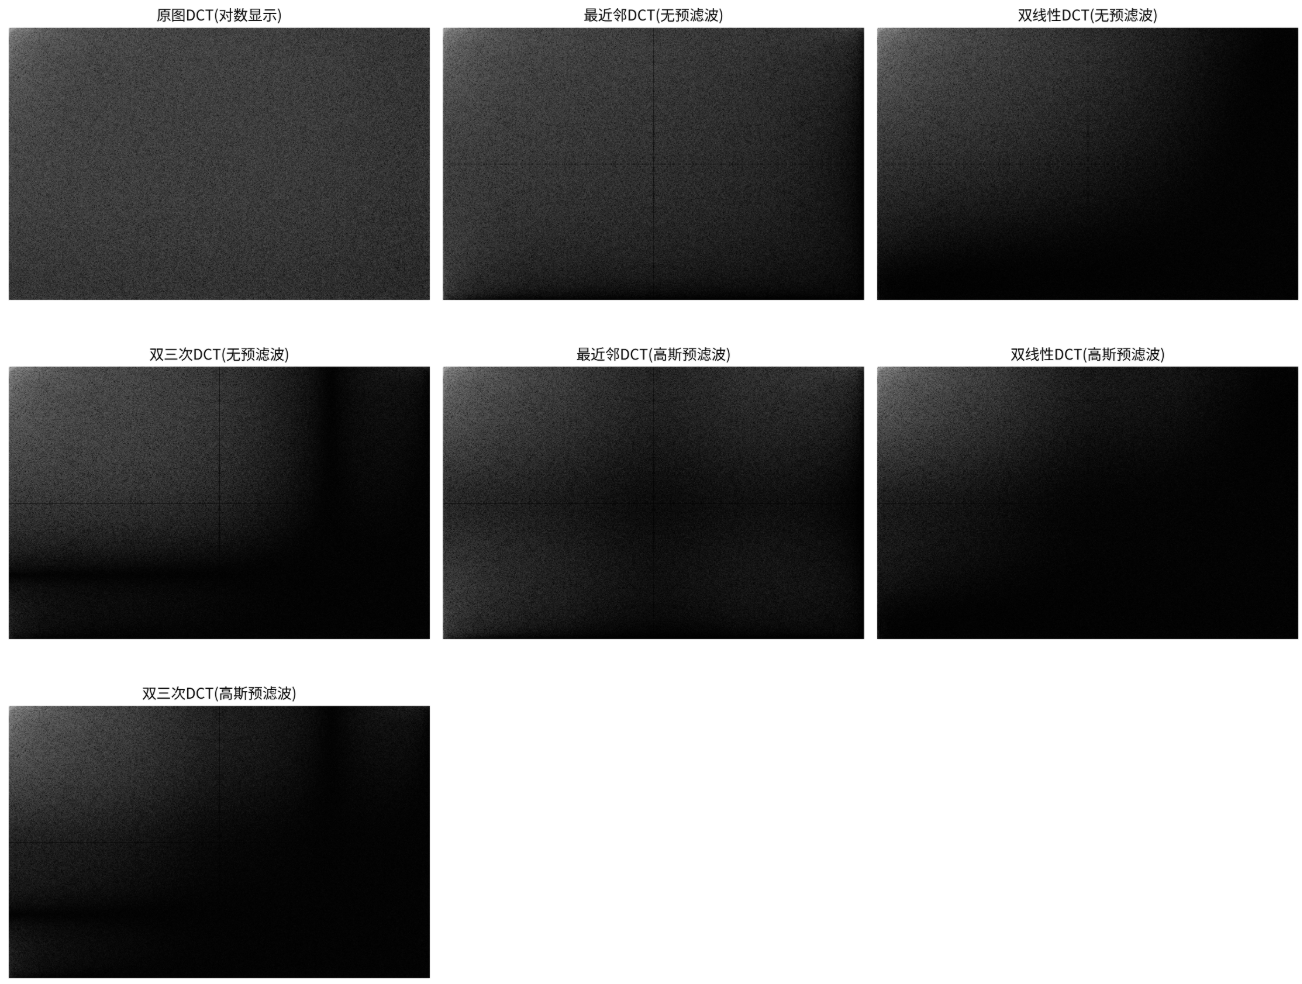 原图DCT(对数显示)
最近邻DCT(无预滤波)
双线性DCT(无预滤波)
双三次DCT(无预滤波)
最近邻DCT(高斯预滤波)
双线性DCT(高斯预滤波)
双三次DCT(高斯预滤波)